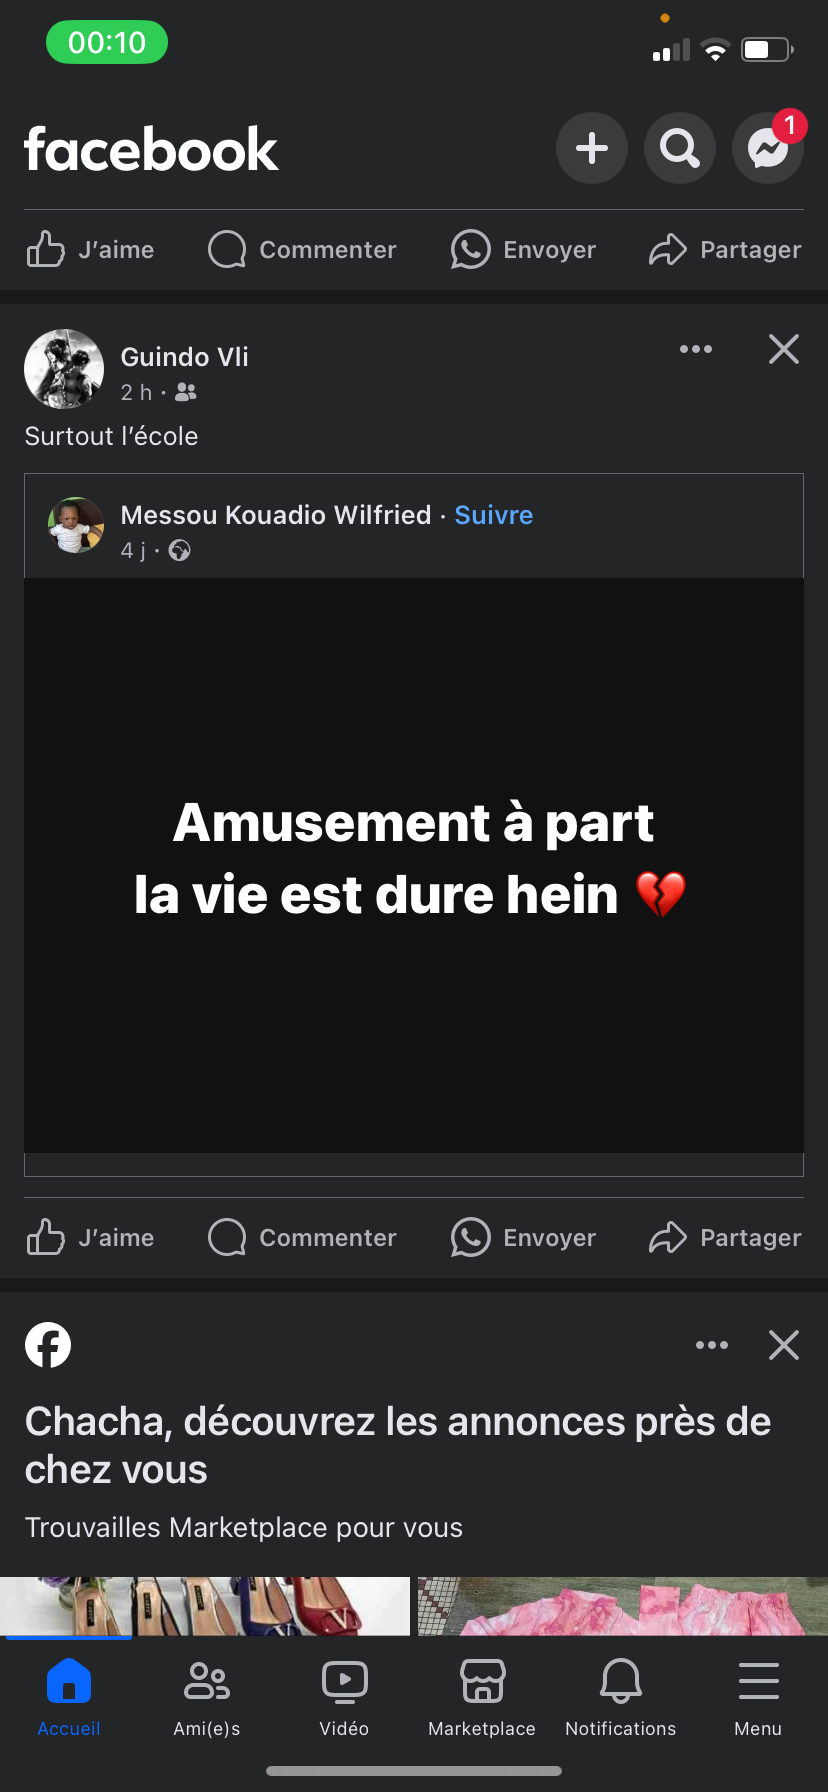 00:10
facebook
1
J'aime Commenter Envoyer Partager
Guindo Vli
2 h ·
Surtout l'école
Messou Kouadio Wilfried · Suivre
4 j ·
Amusement à part
la vie est dure hein 💔
J'aime Commenter Envoyer Partager
Chacha, découvrez les annonces près de
chez vous
Trouvailles Marketplace pour vous
Accueil Ami(e)s Vidéo Marketplace Notifications Menu